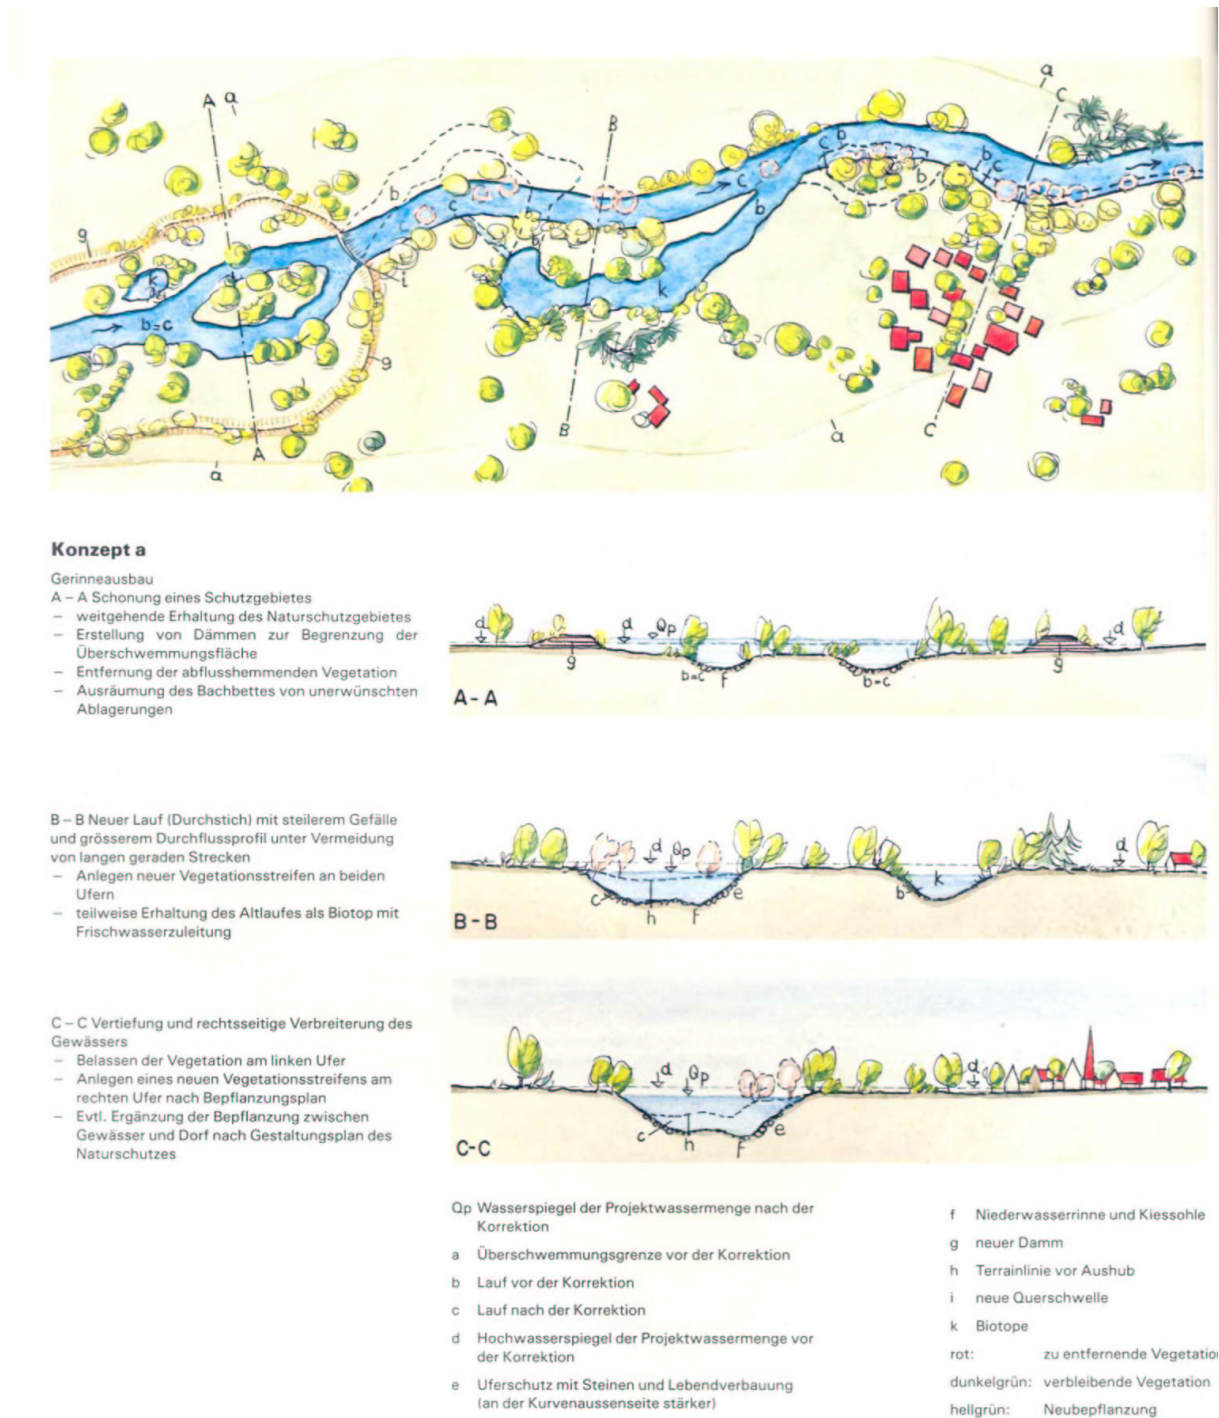 A a
B
a
C
b
c
b
b
c
B
g
k
b=c
i
g
A
a
b
c
b
b
k
B
a
C
Konzept a
Gerinneausbau
A – A Schonung eines Schutzgebietes
– weitgehende Erhaltung des Naturschutzgebietes
– Erstellung von Dämmen zur Begrenzung der
Überschwemmungsfläche
– Entfernung der abflusshemmenden Vegetation
– Ausräumung des Bachbettes von unerwünschten
Ablagerungen
d g d Qp b=c f b=c g d
A - A
B – B Neuer Lauf (Durchstich) mit steilerem Gefälle
und grösserem Durchflussprofil unter Vermeidung
von langen geraden Strecken
– Anlegen neuer Vegetationsstreifen an beiden
Ufern
– teilweise Erhaltung des Altlaufes als Biotop mit
Frischwasserzuleitung
d Qp c h f e b k d
B - B
C – C Vertiefung und rechtsseitige Verbreiterung des
Gewässers
– Belassen der Vegetation am linken Ufer
– Anlegen eines neuen Vegetationsstreifens am
rechten Ufer nach Bepflanzungsplan
– Evtl. Ergänzung der Bepflanzung zwischen
Gewässer und Dorf nach Gestaltungsplan des
Naturschutzes
d Qp c h f e d
C-C
Qp Wasserspiegel der Projektwassermenge nach der
Korrektion
a Überschwemmungsgrenze vor der Korrektion
b Lauf vor der Korrektion
c Lauf nach der Korrektion
d Hochwasserspiegel der Projektwassermenge vor
der Korrektion
e Uferschutz mit Steinen und Lebendverbauung
(an der Kurvenaussenseite stärker)
f Niederwasserrinne und Kiessohle
g neuer Damm
h Terrainlinie vor Aushub
i neue Querschwelle
k Biotope
rot: zu entfernende Vegetation
dunkelgrün: verbleibende Vegetation
hellgrün: Neubepflanzung